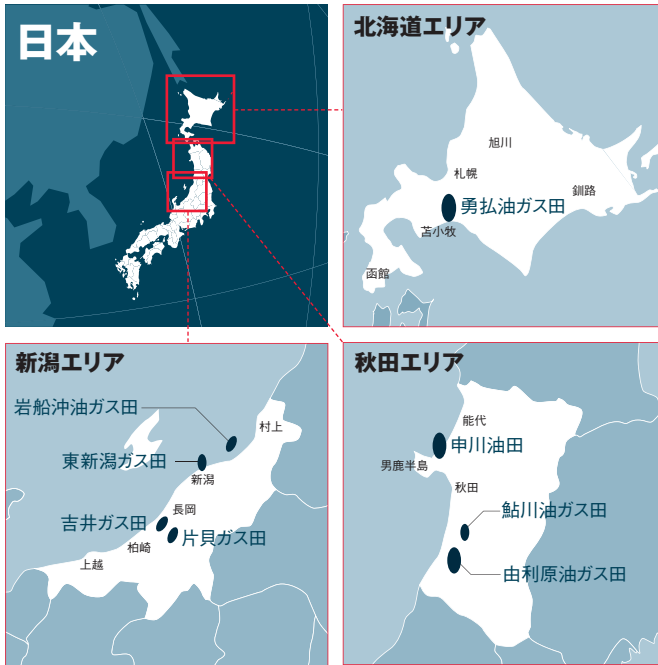 日本
北海道エリア
旭川
札幌
釧路
勇払油ガス田
苫小牧
函館
新潟エリア
岩船沖油ガス田
村上
東新潟ガス田
新潟
長岡
吉井ガス田
片貝ガス田
柏崎
上越
秋田エリア
能代
申川油田
男鹿半島
秋田
鮎川油ガス田
由利原油ガス田